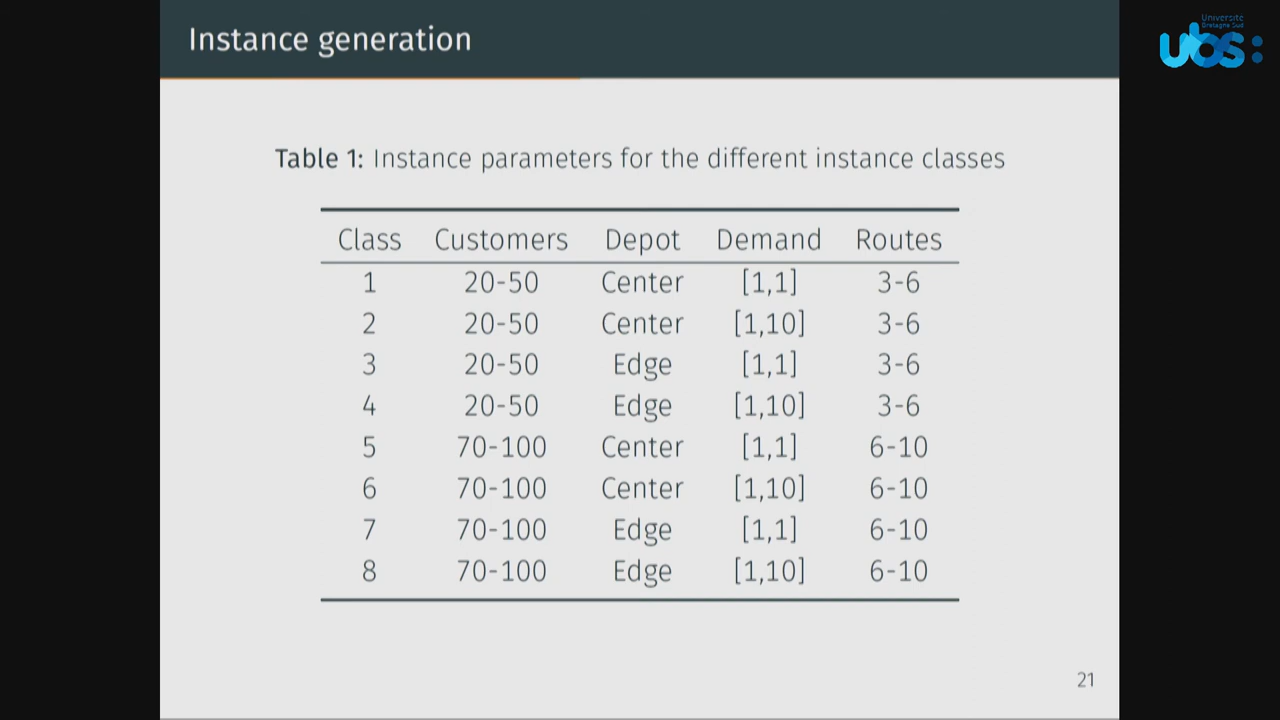 Instance generation
Université
Bretagne Sud
ubs:
Table 1: Instance parameters for the different instance classes
Class Customers Depot Demand Routes
1 20-50 Center [1,1] 3-6
2 20-50 Center [1,10] 3-6
3 20-50 Edge [1,1] 3-6
4 20-50 Edge [1,10] 3-6
5 70-100 Center [1,1] 6-10
6 70-100 Center [1,10] 6-10
7 70-100 Edge [1,1] 6-10
8 70-100 Edge [1,10] 6-10
21